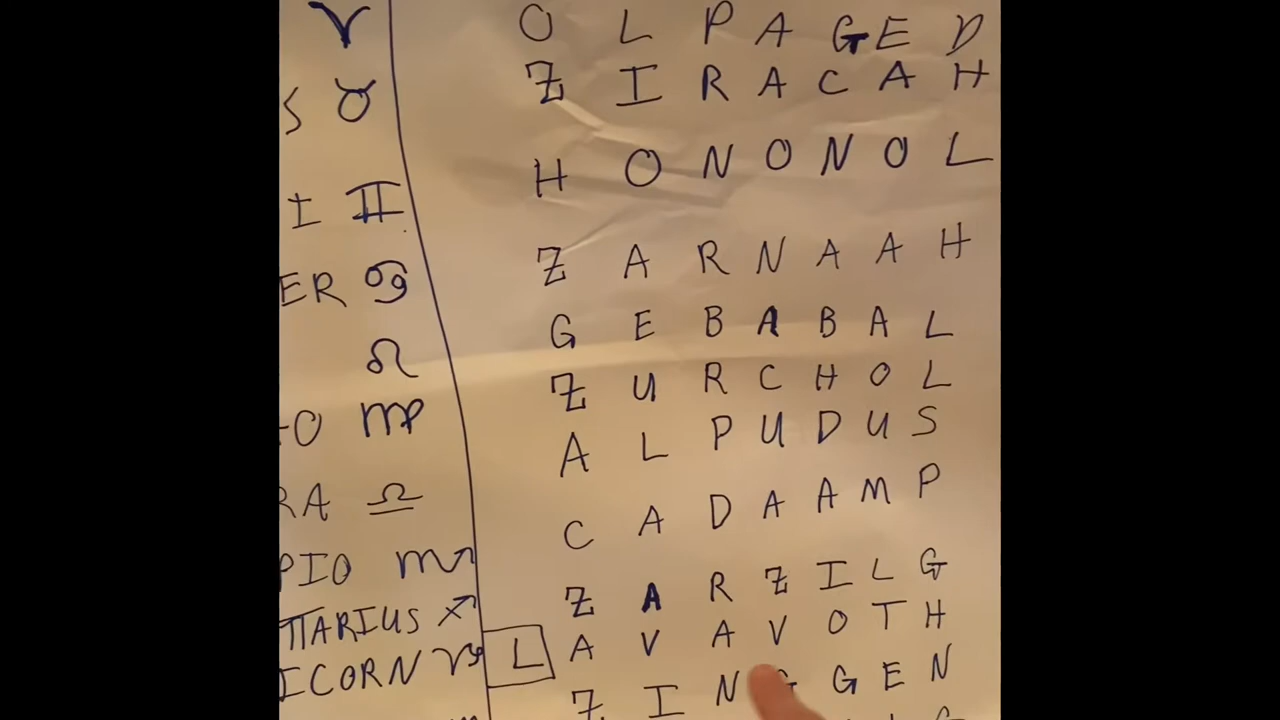 ♈ O L P A G E D
S ♉ Z I R A C A H
H O N O N O L
I ♊ Z A R N A A H
ER ♋ G E B A B A L
♌ Z U R C H O L
O ♍ A L P U D U S
RA ♎ C A D A A M P
PIO ♏ Z A R Z I L G
TTARIUS ♐ L A V A V O T H
ICORN ♑ Z I N G G E N